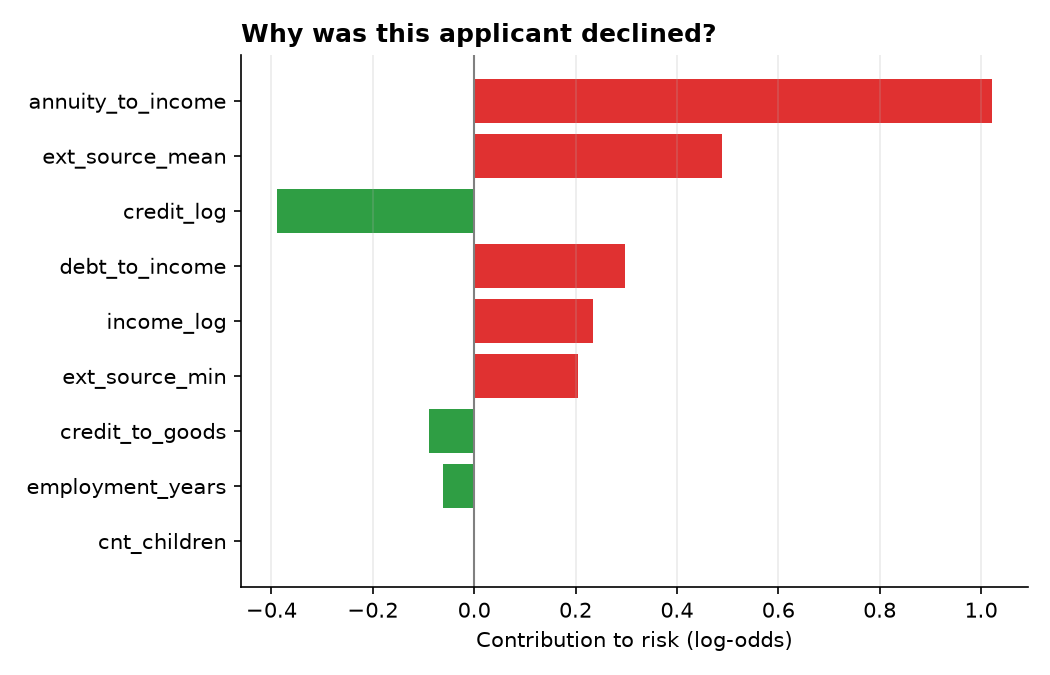 Why was this applicant declined?
annuity_to_income
ext_source_mean
credit_log
debt_to_income
income_log
ext_source_min
credit_to_goods
employment_years
cnt_children
−0.4 −0.2 0.0 0.2 0.4 0.6 0.8 1.0
Contribution to risk (log-odds)